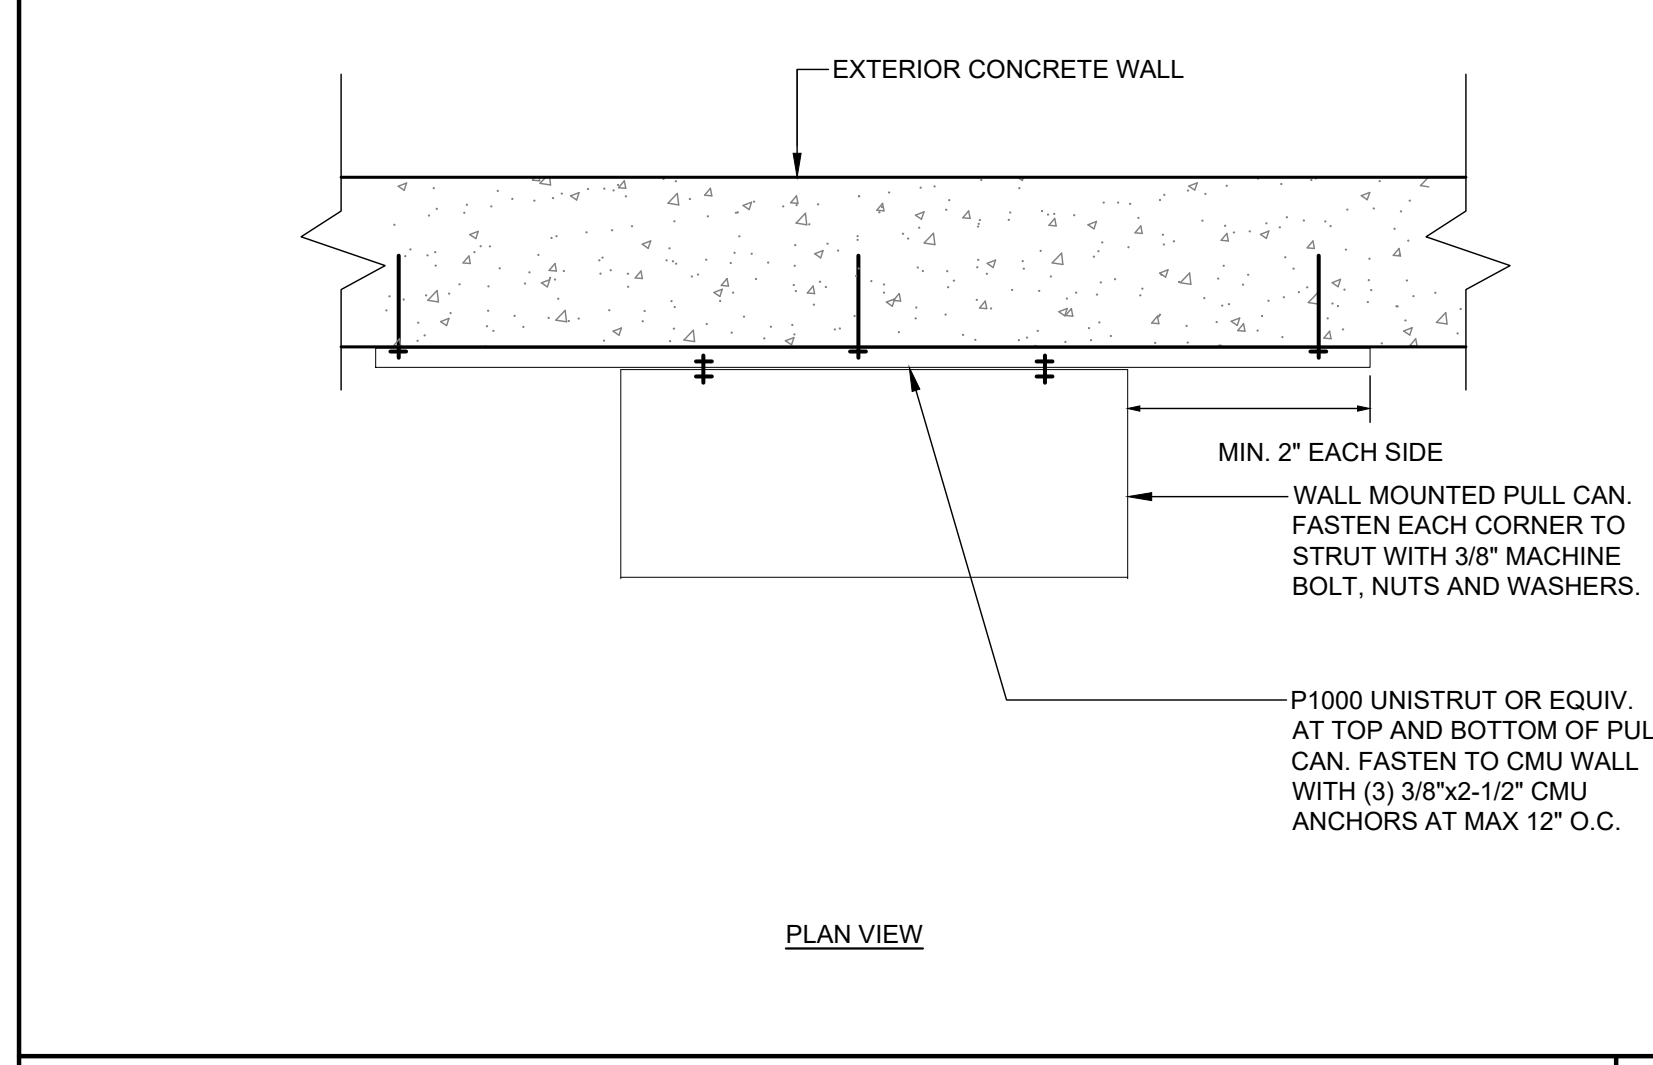 EXTERIOR CONCRETE WALL
MIN. 2" EACH SIDE
WALL MOUNTED PULL CAN.
FASTEN EACH CORNER TO
STRUT WITH 3/8" MACHINE
BOLT, NUTS AND WASHERS.
P1000 UNISTRUT OR EQUIV.
AT TOP AND BOTTOM OF PUL
CAN. FASTEN TO CMU WALL
WITH (3) 3/8"x2-1/2" CMU
ANCHORS AT MAX 12" O.C.
PLAN VIEW